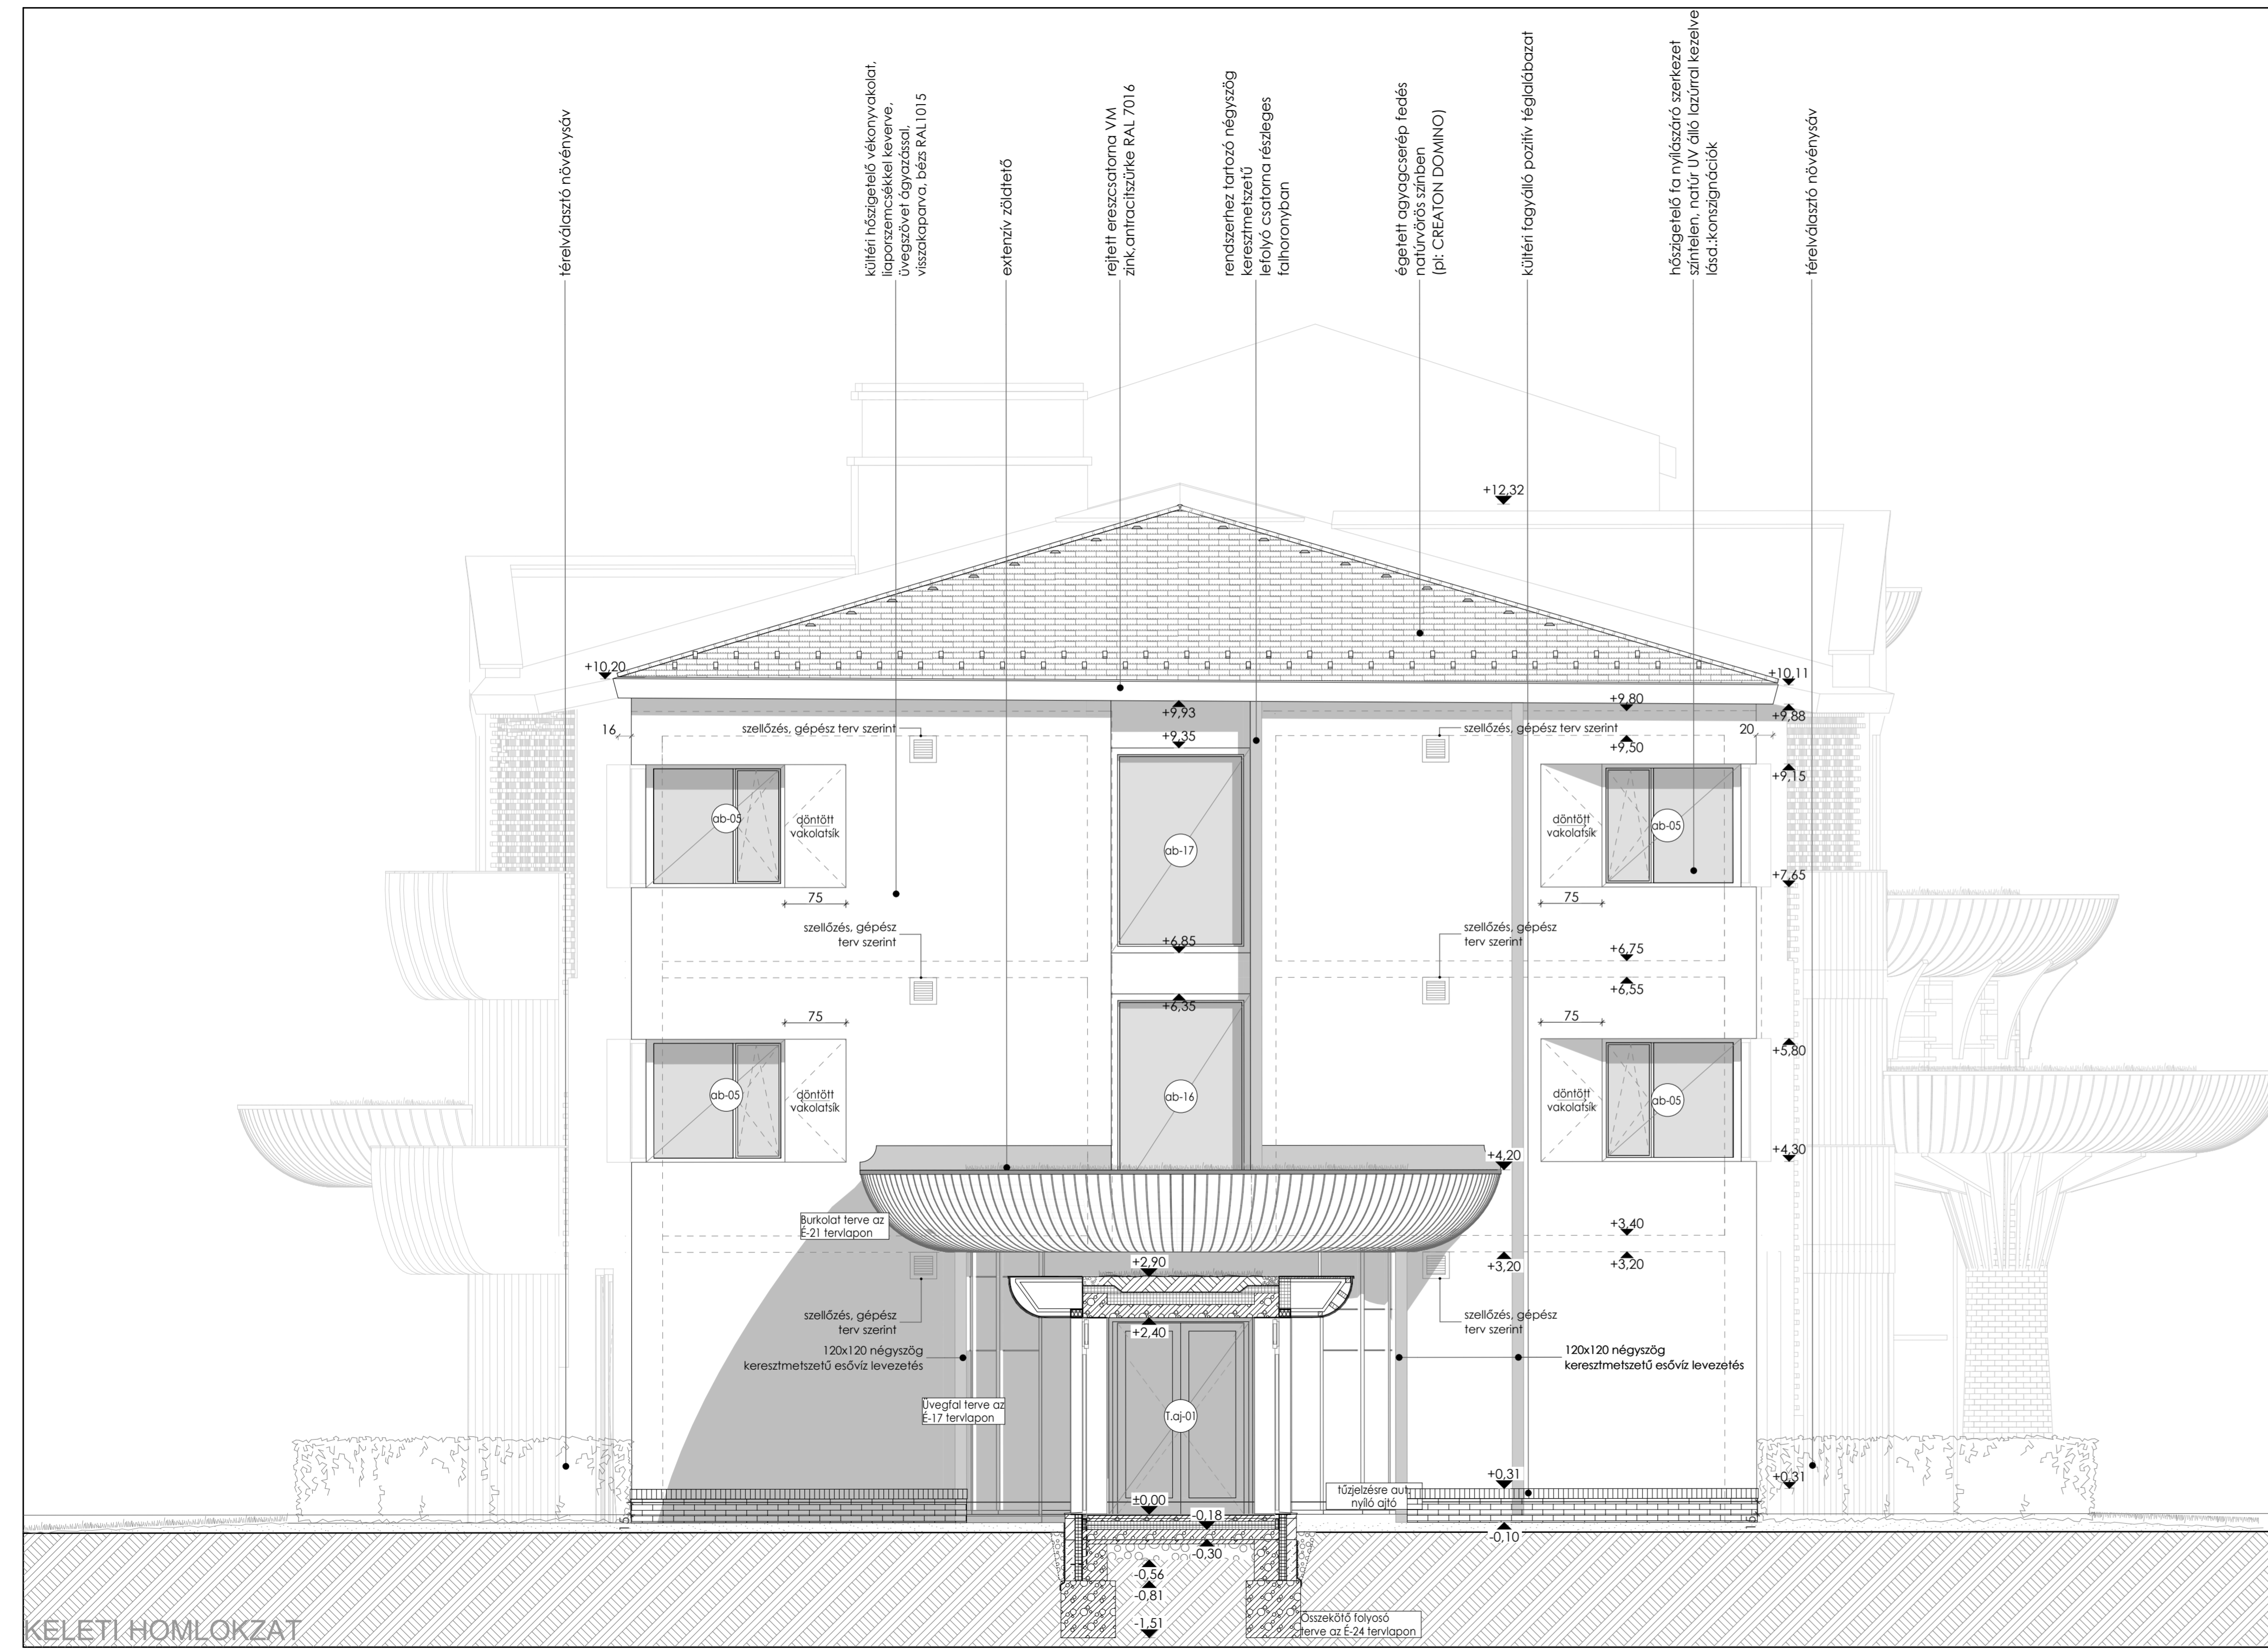 térelválasztó növénysáv
kültéri hőszigetelő vékonyvakolat,
liaporszemcsékkel keverve,
üvegszövet ágyazással,
visszakaparva, bézs RAL1015
extenzív zöldtető
rejtett ereszcsatorna VM
zink,antracitszürke RAL 7016
rendszerhez tartozó négyszög
keresztmetszetű
lefolyó csatorna részleges
falhoronyban
égetett agyagcserép fedés
natúrvörös színben
(pl: CREATON DOMINO)
kültéri fagyálló pozitív téglalábazat
hőszigetelő fa nyílászáró szerkezet
színtelen, natúr UV álló lazúrral kezelve
lásd.:konszignációk
térelválasztó növénysáv
+12,32
+10,20
+10,11
+9,80
+9,93
+9,88
16
szellőzés, gépész terv szerint
+9,35
szellőzés, gépész terv szerint
+9,50
20
+9,15
ab-05
döntött
vakolatsík
ab-17
döntött
vakolatsík
ab-05
+7,65
75
75
szellőzés, gépész
terv szerint
+6,85
szellőzés, gépész
terv szerint
+6,75
+6,55
+6,35
75
75
+5,80
ab-05
döntött
vakolatsík
ab-16
döntött
vakolatsík
ab-05
+4,20
+4,30
Burkolat terve az
É-21 tervlapon
+3,40
+2,90
+3,20
+3,20
szellőzés, gépész
terv szerint
+2,40
szellőzés, gépész
terv szerint
120x120 négyszög
keresztmetszetű esővíz levezetés
120x120 négyszög
keresztmetszetű esővíz levezetés
Üvegfal terve az
É-17 tervlapon
T.aj-01
+0,31
+0,31
tűzjelzésre aut.
nyíló ajtó
±0,00
-0,18
15
15
-0,10
-0,30
-0,56
-0,81
-1,51
Összekötő folyosó
terve az É-24 tervlapon
KELETI HOMLOKZAT